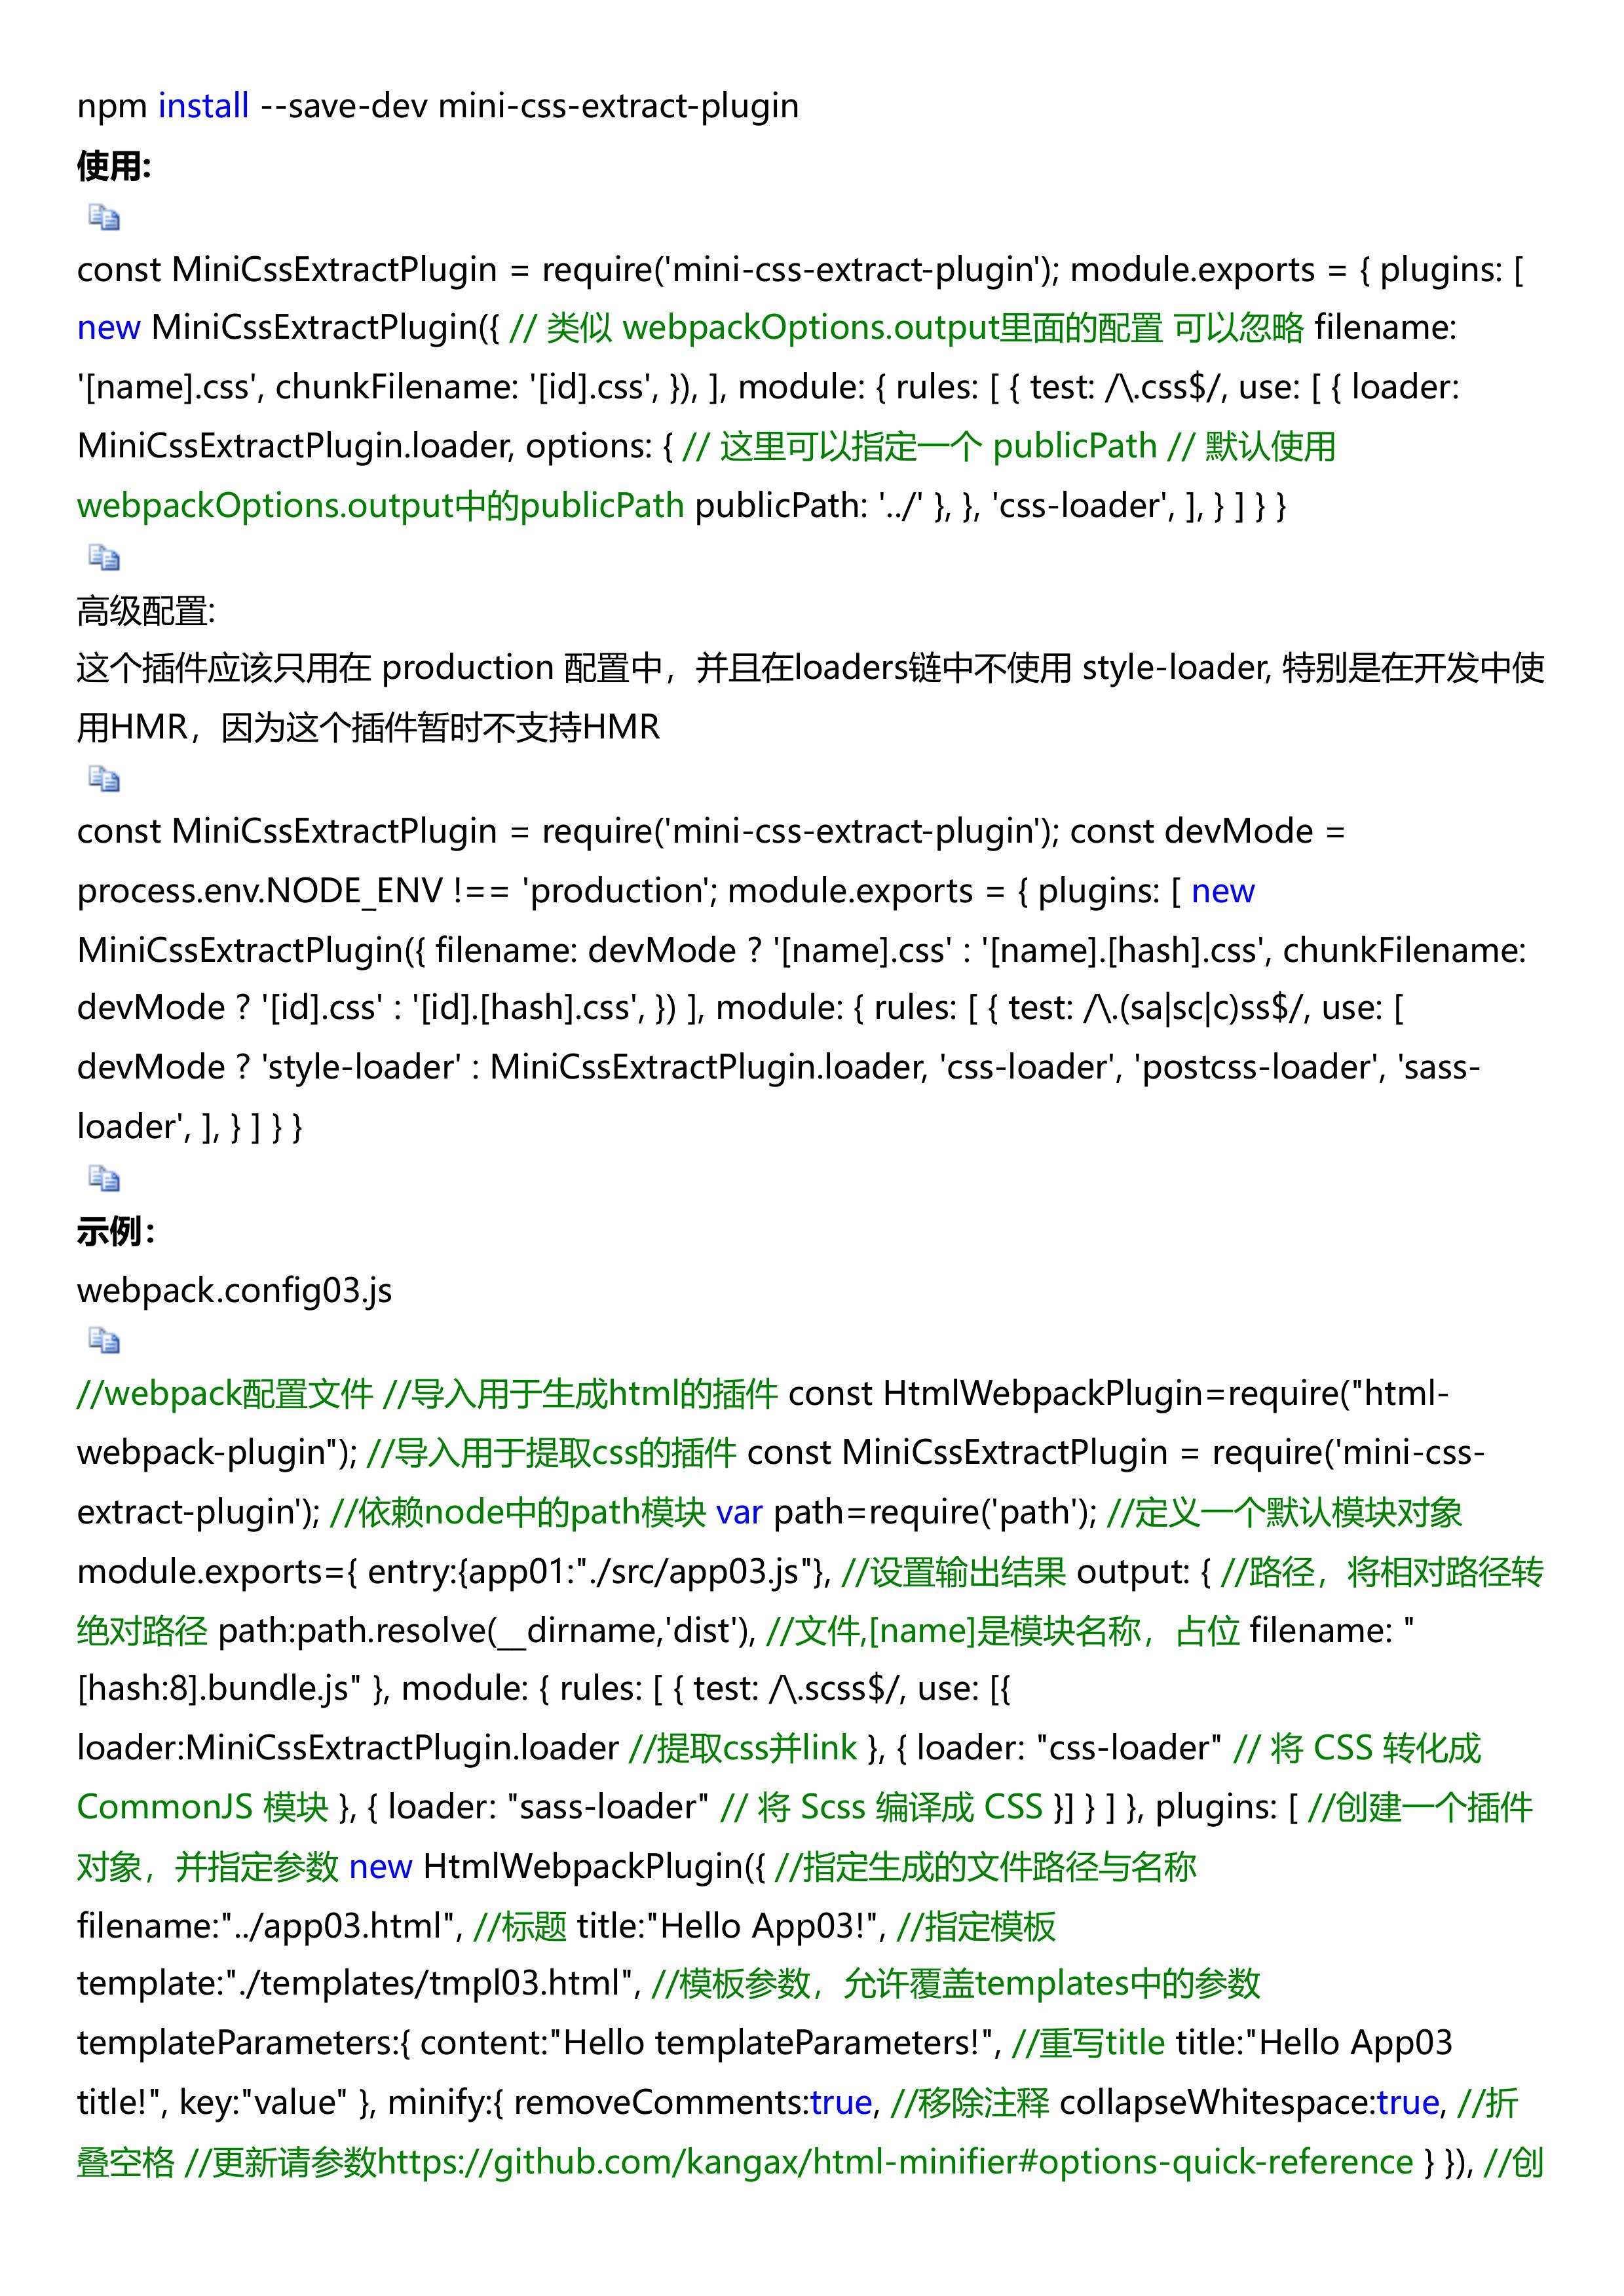 npm install --save-dev mini-css-extract-plugin
使用:
const MiniCssExtractPlugin = require('mini-css-extract-plugin'); module.exports = { plugins: [
new MiniCssExtractPlugin({ // 类似 webpackOptions.output里面的配置 可以忽略 filename:
'[name].css', chunkFilename: '[id].css', }), ], module: { rules: [ { test: /\.css$/, use: [ { loader:
MiniCssExtractPlugin.loader, options: { // 这里可以指定一个 publicPath // 默认使用
webpackOptions.output中的publicPath publicPath: '../' }, }, 'css-loader', ], } ] } }
高级配置:
这个插件应该只用在 production 配置中，并且在loaders链中不使用 style-loader, 特别是在开发中使
用HMR，因为这个插件暂时不支持HMR
const MiniCssExtractPlugin = require('mini-css-extract-plugin'); const devMode =
process.env.NODE_ENV !== 'production'; module.exports = { plugins: [ new
MiniCssExtractPlugin({ filename: devMode ? '[name].css' : '[name].[hash].css', chunkFilename:
devMode ? '[id].css' : '[id].[hash].css', }) ], module: { rules: [ { test: /\.(sa|sc|c)ss$/, use: [
devMode ? 'style-loader' : MiniCssExtractPlugin.loader, 'css-loader', 'postcss-loader', 'sass-
loader', ], } ] } }
示例：
webpack.config03.js
//webpack配置文件 //导入用于生成html的插件 const HtmlWebpackPlugin=require("html-
webpack-plugin"); //导入用于提取css的插件 const MiniCssExtractPlugin = require('mini-css-
extract-plugin'); //依赖node中的path模块 var path=require('path'); //定义一个默认模块对象
module.exports={ entry:{app01:"./src/app03.js"}, //设置输出结果 output: { //路径，将相对路径转
绝对路径 path:path.resolve(__dirname,'dist'), //文件,[name]是模块名称，占位 filename: "
[hash:8].bundle.js" }, module: { rules: [ { test: /\.scss$/, use: [{
loader:MiniCssExtractPlugin.loader //提取css并link }, { loader: "css-loader" // 将 CSS 转化成
CommonJS 模块 }, { loader: "sass-loader" // 将 Scss 编译成 CSS }] } ] }, plugins: [ //创建一个插件
对象，并指定参数 new HtmlWebpackPlugin({ //指定生成的文件路径与名称
filename:"../app03.html", //标题 title:"Hello App03!", //指定模板
template:"./templates/tmpl03.html", //模板参数，允许覆盖templates中的参数
templateParameters:{ content:"Hello templateParameters!", //重写title title:"Hello App03
title!", key:"value" }, minify:{ removeComments:true, //移除注释 collapseWhitespace:true, //折
叠空格 //更新请参数https://github.com/kangax/html-minifier#options-quick-reference } }), //创